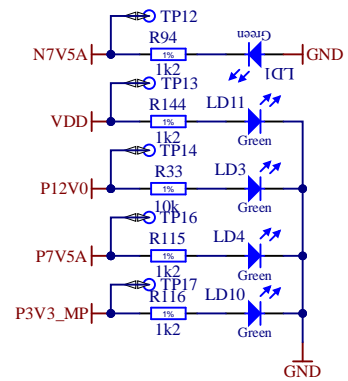 TP12
R94
Green
N7V5A
1%
GND
1k2
LD1
TP13
R144
LD11
VDD
1%
1k2
Green
TP14
R33
LD3
P12V0
1%
10k
Green
TP16
R115
LD4
P7V5A
1%
1k2
Green
TP17
R116
LD10
P3V3_MP
1%
1k2
Green
GND